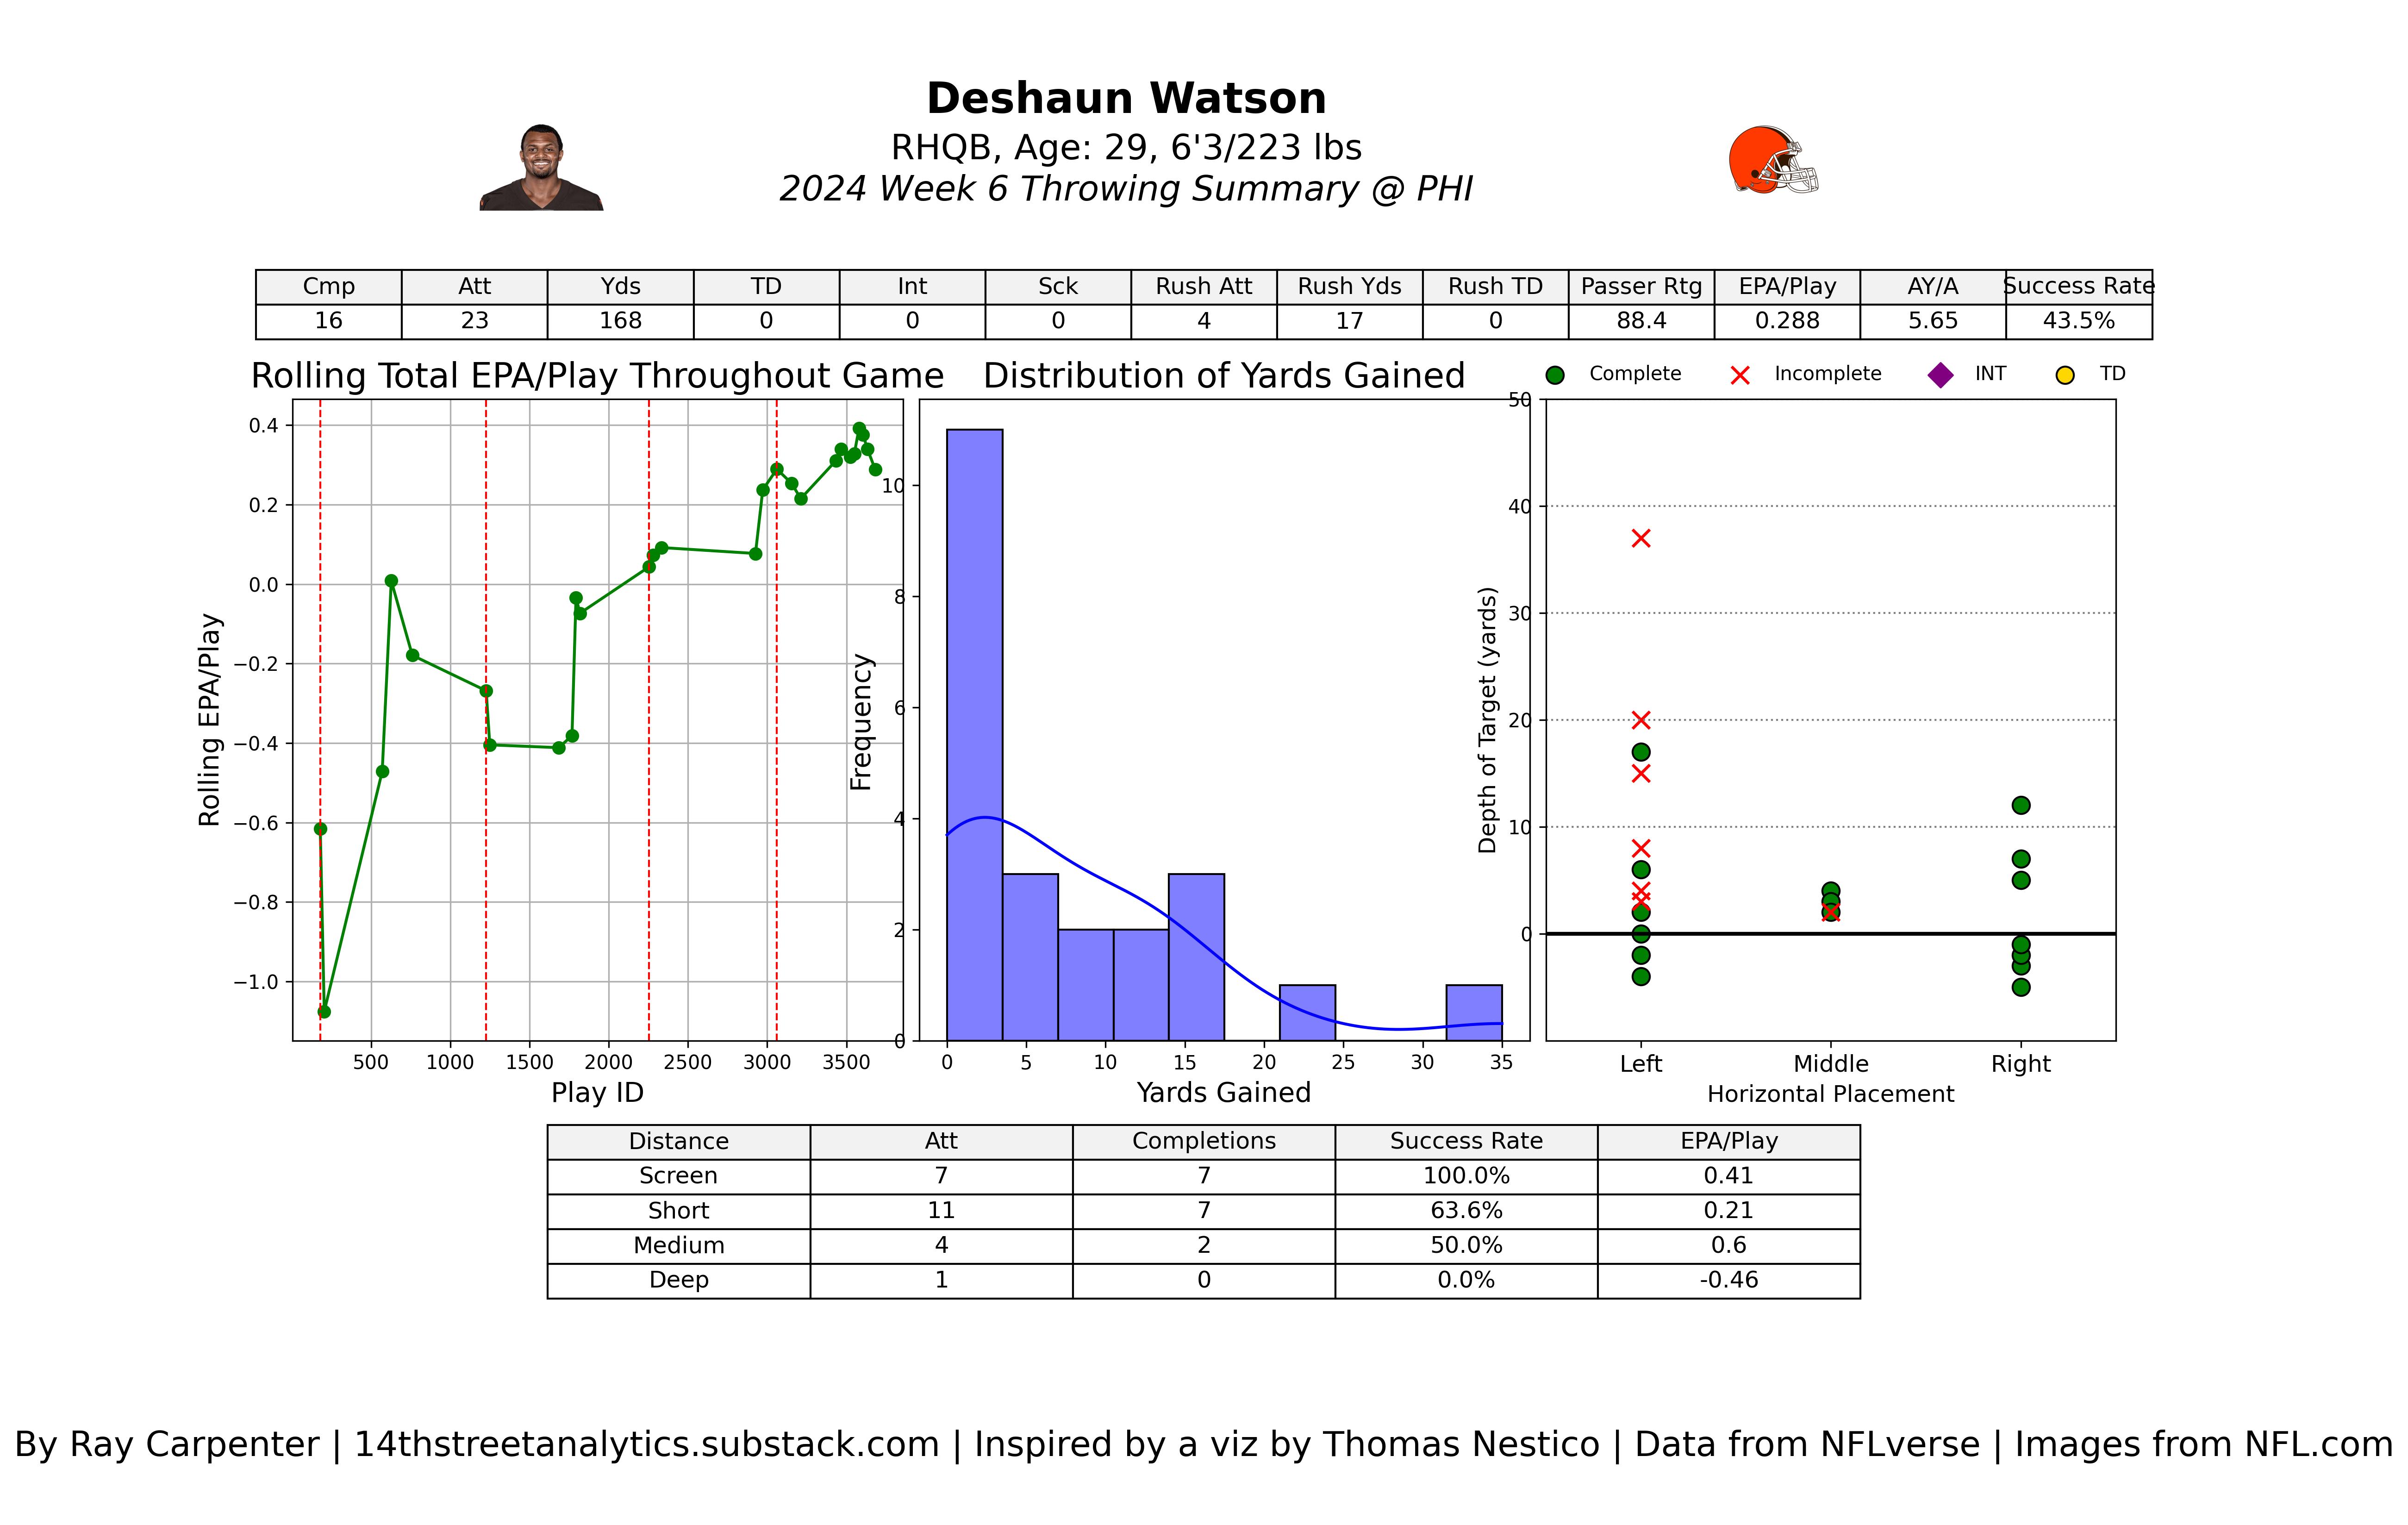 Deshaun Watson
RHQB, Age: 29, 6'3/223 lbs
2024 Week 6 Throwing Summary @ PHI
Cmp Att Yds TD Int Sck Rush Att Rush Yds Rush TD Passer Rtg EPA/Play AY/A Success Rate
16 23 168 0 0 0 4 17 0 88.4 0.288 5.65 43.5%
Rolling Total EPA/Play Throughout Game
0.4
0.2
0.0
−0.2
−0.4
−0.6
−0.8
−1.0
Rolling EPA/Play
500 1000 1500 2000 2500 3000 3500
Play ID
Distribution of Yards Gained
10
8
6
4
2
0
Frequency
0 5 10 15 20 25 30 35
Yards Gained
Complete Incomplete INT TD
50
40
30
20
10
0
Depth of Target (yards)
Left Middle Right
Horizontal Placement
Distance Att Completions Success Rate EPA/Play
Screen 7 7 100.0% 0.41
Short 11 7 63.6% 0.21
Medium 4 2 50.0% 0.6
Deep 1 0 0.0% -0.46
By Ray Carpenter | 14thstreetanalytics.substack.com | Inspired by a viz by Thomas Nestico | Data from NFLverse | Images from NFL.com